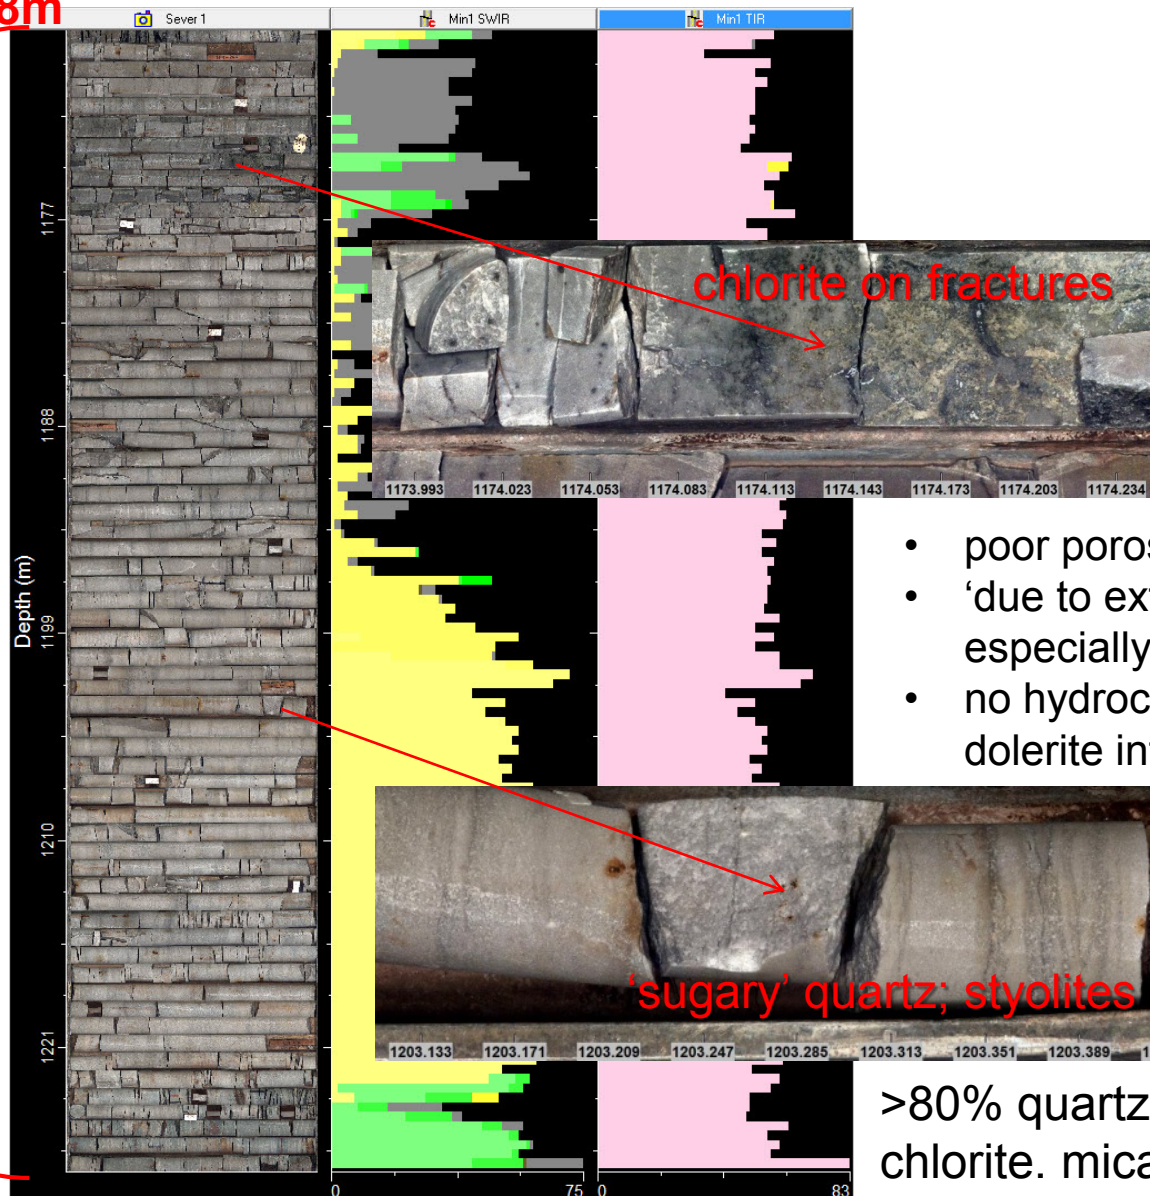 8m
Sever 1
Min1 SWIR
Min1 TIR
Depth (m)
1177
1188
1199
1210
1221
chlorite on fractures
1173.993 1174.023 1174.053 1174.083 1174.113 1174.143 1174.173 1174.203 1174.234
• poor poros
• ‘due to ext
especially
• no hydroc
dolerite int
'sugary' quartz; styolites
1203.133 1203.171 1203.209 1203.247 1203.285 1203.313 1203.351 1203.389 1
>80% quartz
chlorite. mica
0 75 0 83